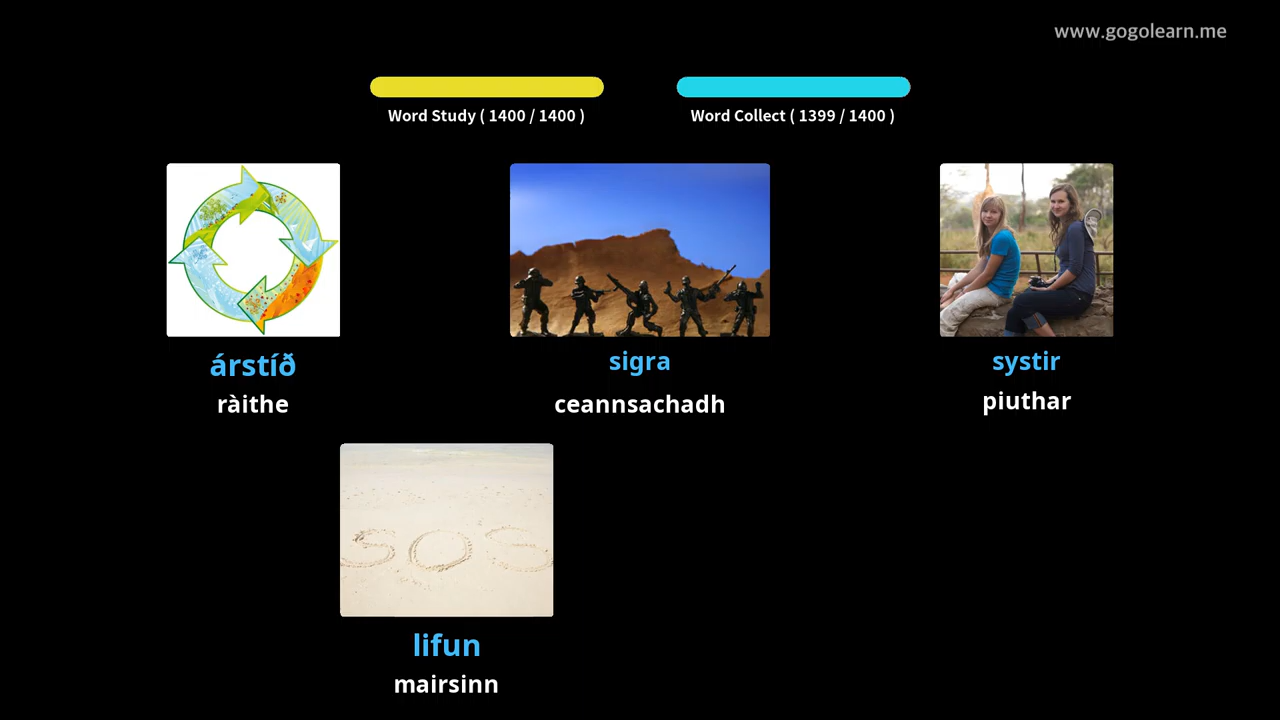 www.gogolearn.me
Word Study ( 1400 / 1400 )
Word Collect ( 1399 / 1400 )
árstíð
ràithe
sigra
ceannsachadh
systir
piuthar
SOS
lifun
mairsinn